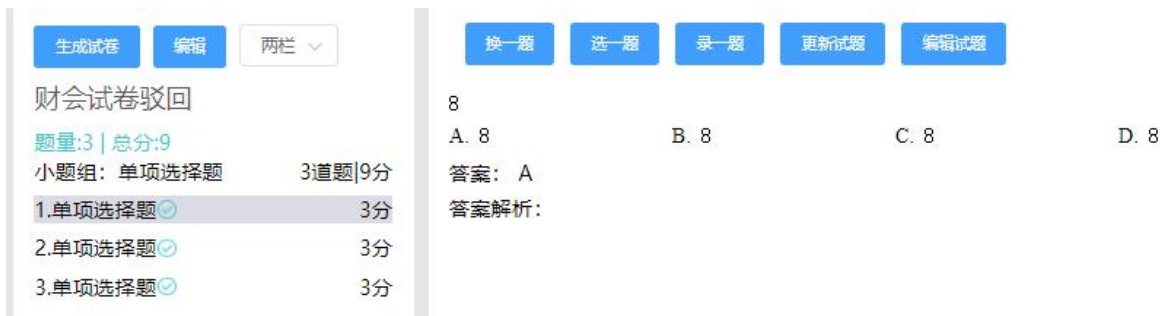 生成试卷 编辑 两栏
财会试卷驳回
题量:3 | 总分:9
小题组：单项选择题 3道题|9分
1.单项选择题 3分
2.单项选择题 3分
3.单项选择题 3分
换一题 选一题 录一题 更新试题 编辑试题
8
A. 8 B. 8 C. 8 D. 8
答案： A
答案解析：